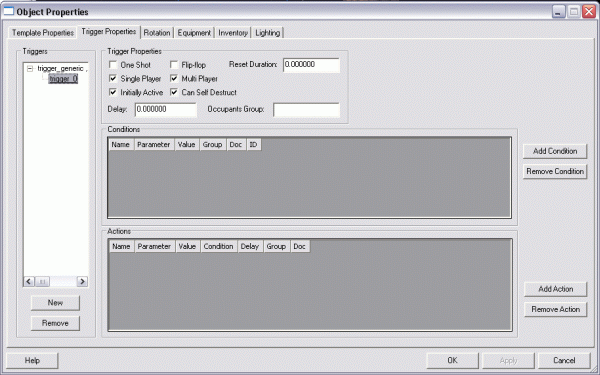 Object Properties
Template Properties Trigger Properties Rotation Equipment Inventory Lighting
Triggers
trigger_generic ,
trigger_0
New
Remove
Trigger Properties
One Shot Flip-flop Reset Duration: 0.000000
Single Player Multi Player
Initially Active Can Self Destruct
Delay: 0.000000 Occupants Group:
Conditions
Name Parameter Value Group Doc ID
Add Condition
Remove Condition
Actions
Name Parameter Value Condition Delay Group Doc
Add Action
Remove Action
Help OK Apply Cancel